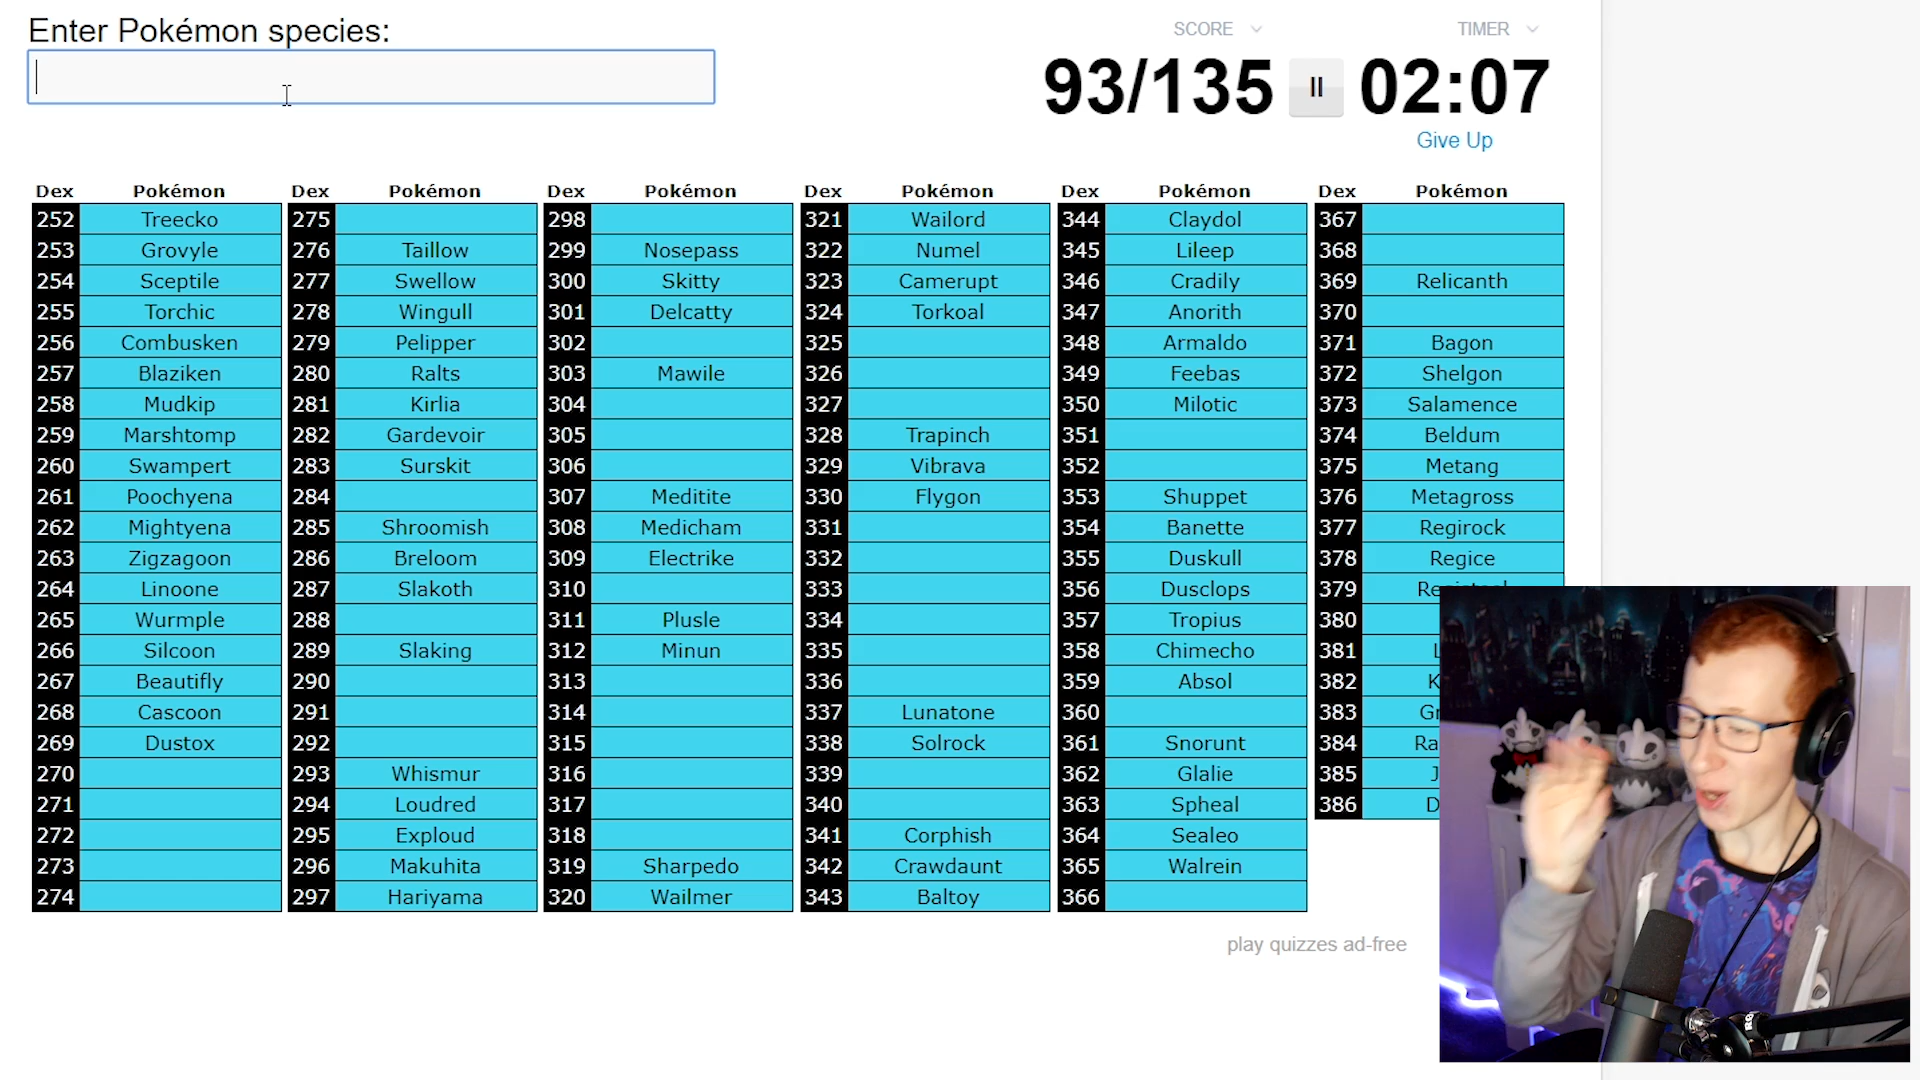 Enter Pokémon species:
SCORE
TIMER
93/135
02:07
Give Up
Dex Pokémon Dex Pokémon Dex Pokémon Dex Pokémon Dex Pokémon Dex Pokémon
252 Treecko 275 298 321 Wailord 344 Claydol 367
253 Grovyle 276 Taillow 299 Nosepass 322 Numel 345 Lileep 368
254 Sceptile 277 Swellow 300 Skitty 323 Camerupt 346 Cradily 369 Relicanth
255 Torchic 278 Wingull 301 Delcatty 324 Torkoal 347 Anorith 370
256 Combusken 279 Pelipper 302 325 348 Armaldo 371 Bagon
257 Blaziken 280 Ralts 303 Mawile 326 349 Feebas 372 Shelgon
258 Mudkip 281 Kirlia 304 327 350 Milotic 373 Salamence
259 Marshtomp 282 Gardevoir 305 328 Trapinch 351 374 Beldum
260 Swampert 283 Surskit 306 329 Vibrava 352 375 Metang
261 Poochyena 284 307 Meditite 330 Flygon 353 Shuppet 376 Metagross
262 Mightyena 285 Shroomish 308 Medicham 331 354 Banette 377 Regirock
263 Zigzagoon 286 Breloom 309 Electrike 332 355 Duskull 378 Regice
264 Linoone 287 Slakoth 310 333 356 Dusclops 379
265 Wurmple 288 311 Plusle 334 357 Tropius 380
266 Silcoon 289 Slaking 312 Minun 335 358 Chimecho 381
267 Beautifly 290 313 336 359 Absol 382
268 Cascoon 291 314 337 Lunatone 360 383
269 Dustox 292 315 338 Solrock 361 Snorunt 384
270 293 Whismur 316 339 362 Glalie 385
271 294 Loudred 317 340 363 Spheal 386
272 295 Exploud 318 341 Corphish 364 Sealeo
273 296 Makuhita 319 Sharpedo 342 Crawdaunt 365 Walrein
274 297 Hariyama 320 Wailmer 343 Baltoy 366
play quizzes ad-free